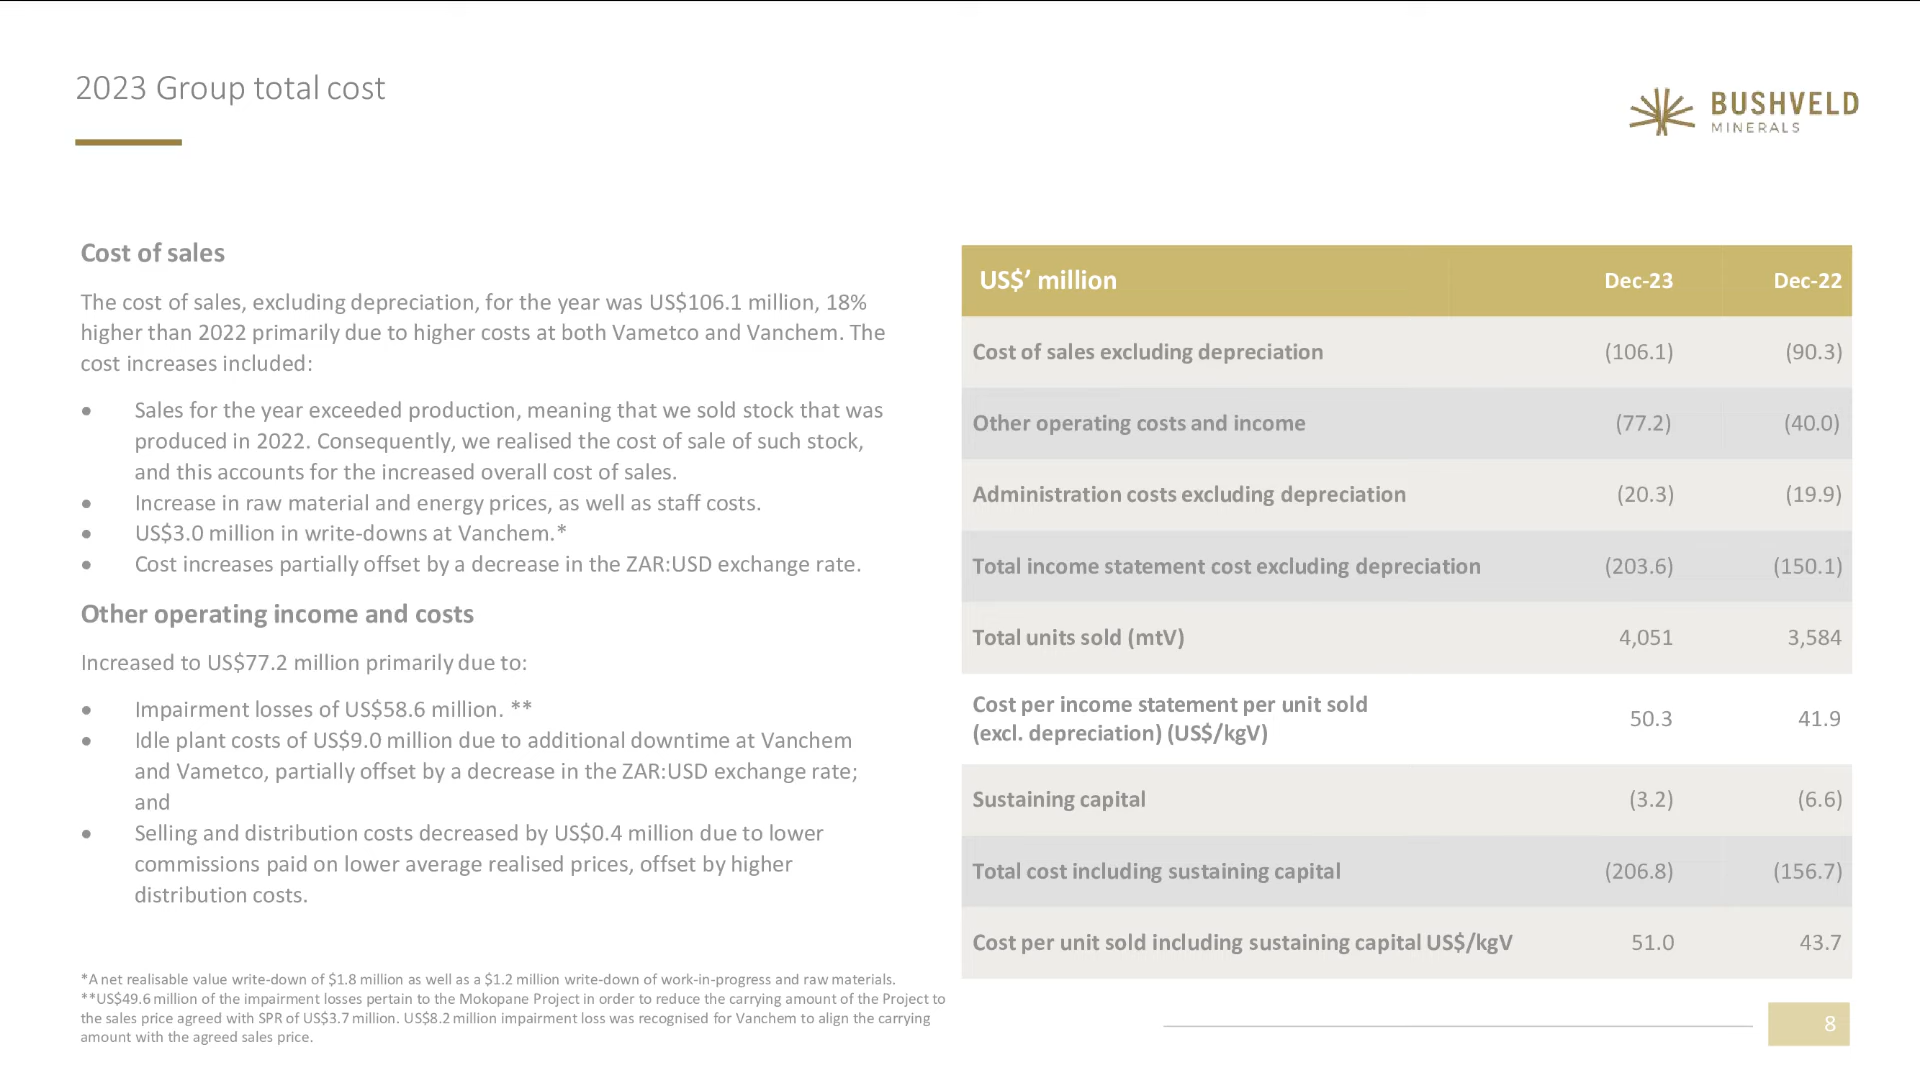 2023 Group total cost
BUSHVELD
MINERALS
Cost of sales
The cost of sales, excluding depreciation, for the year was US$106.1 million, 18%
higher than 2022 primarily due to higher costs at both Vametco and Vanchem. The
cost increases included:
• Sales for the year exceeded production, meaning that we sold stock that was
produced in 2022. Consequently, we realised the cost of sale of such stock,
and this accounts for the increased overall cost of sales.
• Increase in raw material and energy prices, as well as staff costs.
• US$3.0 million in write-downs at Vanchem.*
• Cost increases partially offset by a decrease in the ZAR:USD exchange rate.
Other operating income and costs
Increased to US$77.2 million primarily due to:
• Impairment losses of US$58.6 million. **
• Idle plant costs of US$9.0 million due to additional downtime at Vanchem
and Vametco, partially offset by a decrease in the ZAR:USD exchange rate;
and
• Selling and distribution costs decreased by US$0.4 million due to lower
commissions paid on lower average realised prices, offset by higher
distribution costs.
*A net realisable value write-down of $1.8 million as well as a $1.2 million write-down of work-in-progress and raw materials.
**US$49.6 million of the impairment losses pertain to the Mokopane Project in order to reduce the carrying amount of the Project to
the sales price agreed with SPR of US$3.7 million. US$8.2 million impairment loss was recognised for Vanchem to align the carrying
amount with the agreed sales price.
US$' million Dec-23 Dec-22
Cost of sales excluding depreciation (106.1) (90.3)
Other operating costs and income (77.2) (40.0)
Administration costs excluding depreciation (20.3) (19.9)
Total income statement cost excluding depreciation (203.6) (150.1)
Total units sold (mtV) 4,051 3,584
Cost per income statement per unit sold
(excl. depreciation) (US$/kgV) 50.3 41.9
Sustaining capital (3.2) (6.6)
Total cost including sustaining capital (206.8) (156.7)
Cost per unit sold including sustaining capital US$/kgV 51.0 43.7
8